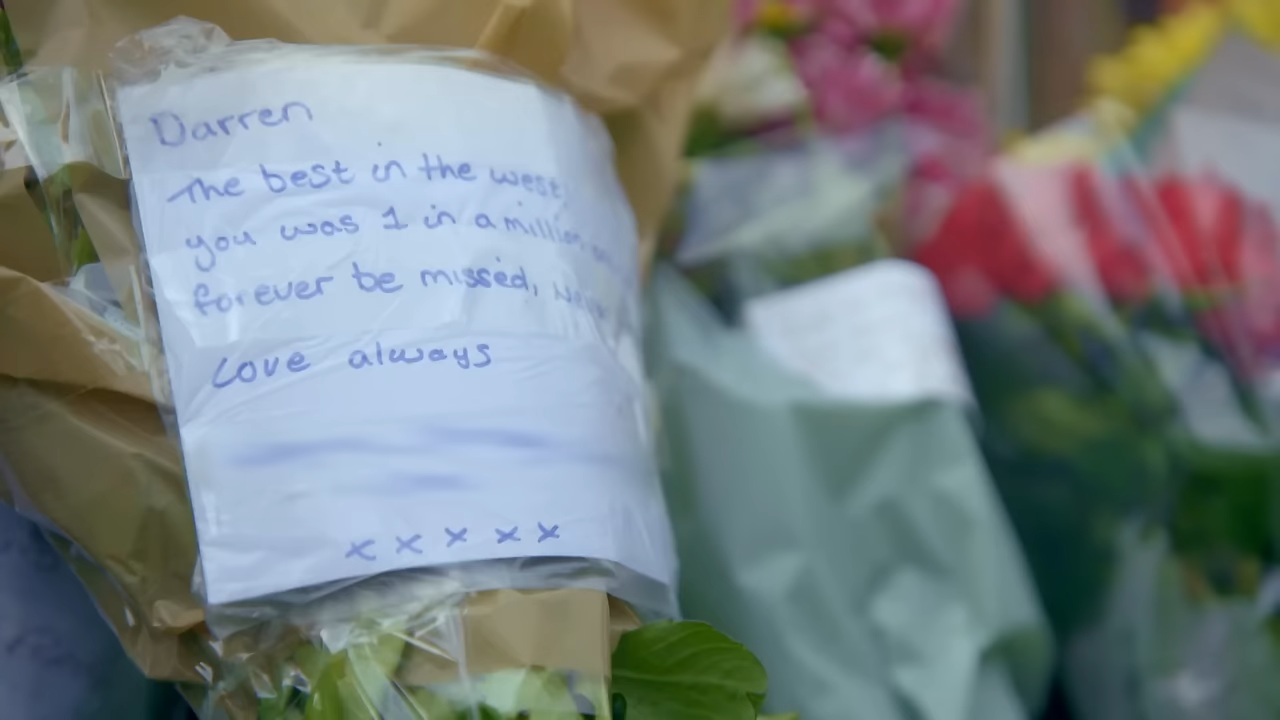 Darren
The best in the west,
you was 1 in a million
forever be missed,
Love always
x x x x x